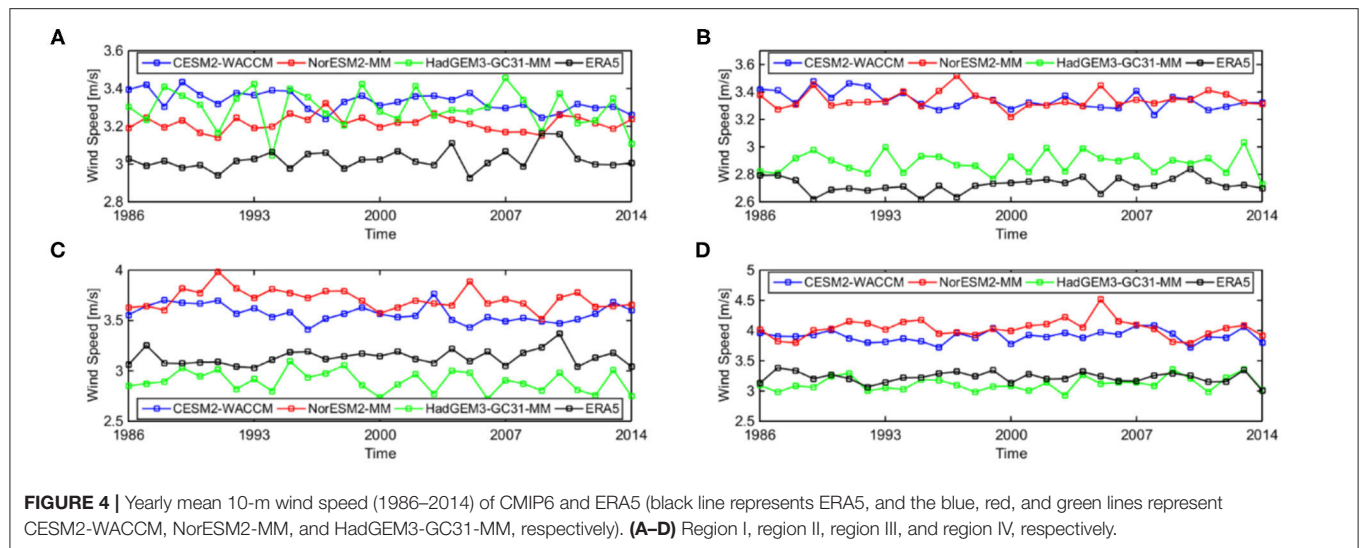 A
B
3.6
3.4
3.2
3
2.8
Wind Speed [m/s]
CESM2-WACCM NorESM2-MM HadGEM3-GC31-MM ERA5
1986 1993 2000 2007 2014
Time
3.6
3.4
3.2
3
2.8
2.6
Wind Speed [m/s]
CESM2-WACCM NorESM2-MM HadGEM3-GC31-MM ERA5
1986 1993 2000 2007 2014
Time
C
D
4
3.5
3
2.5
Wind Speed [m/s]
CESM2-WACCM NorESM2-MM HadGEM3-GC31-MM ERA5
1986 1993 2000 2007 2014
Time
5
4.5
4
3.5
3
2.5
Wind Speed [m/s]
CESM2-WACCM NorESM2-MM HadGEM3-GC31-MM ERA5
1986 1993 2000 2007 2014
Time
FIGURE 4 | Yearly mean 10-m wind speed (1986–2014) of CMIP6 and ERA5 (black line represents ERA5, and the blue, red, and green lines represent
CESM2-WACCM, NorESM2-MM, and HadGEM3-GC31-MM, respectively). (A–D) Region I, region II, region III, and region IV, respectively.